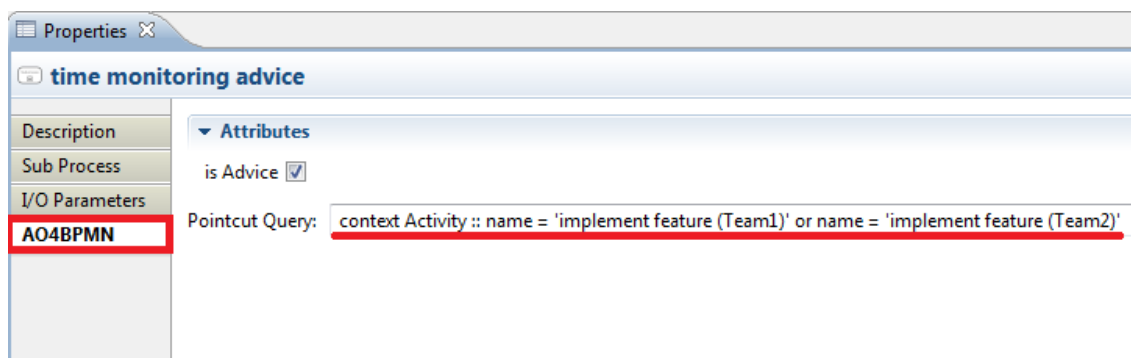 Properties
time monitoring advice
Description
Attributes
Sub Process
is Advice
I/O Parameters
Pointcut Query: context Activity :: name = 'implement feature (Team1)' or name = 'implement feature (Team2)'
AO4BPMN